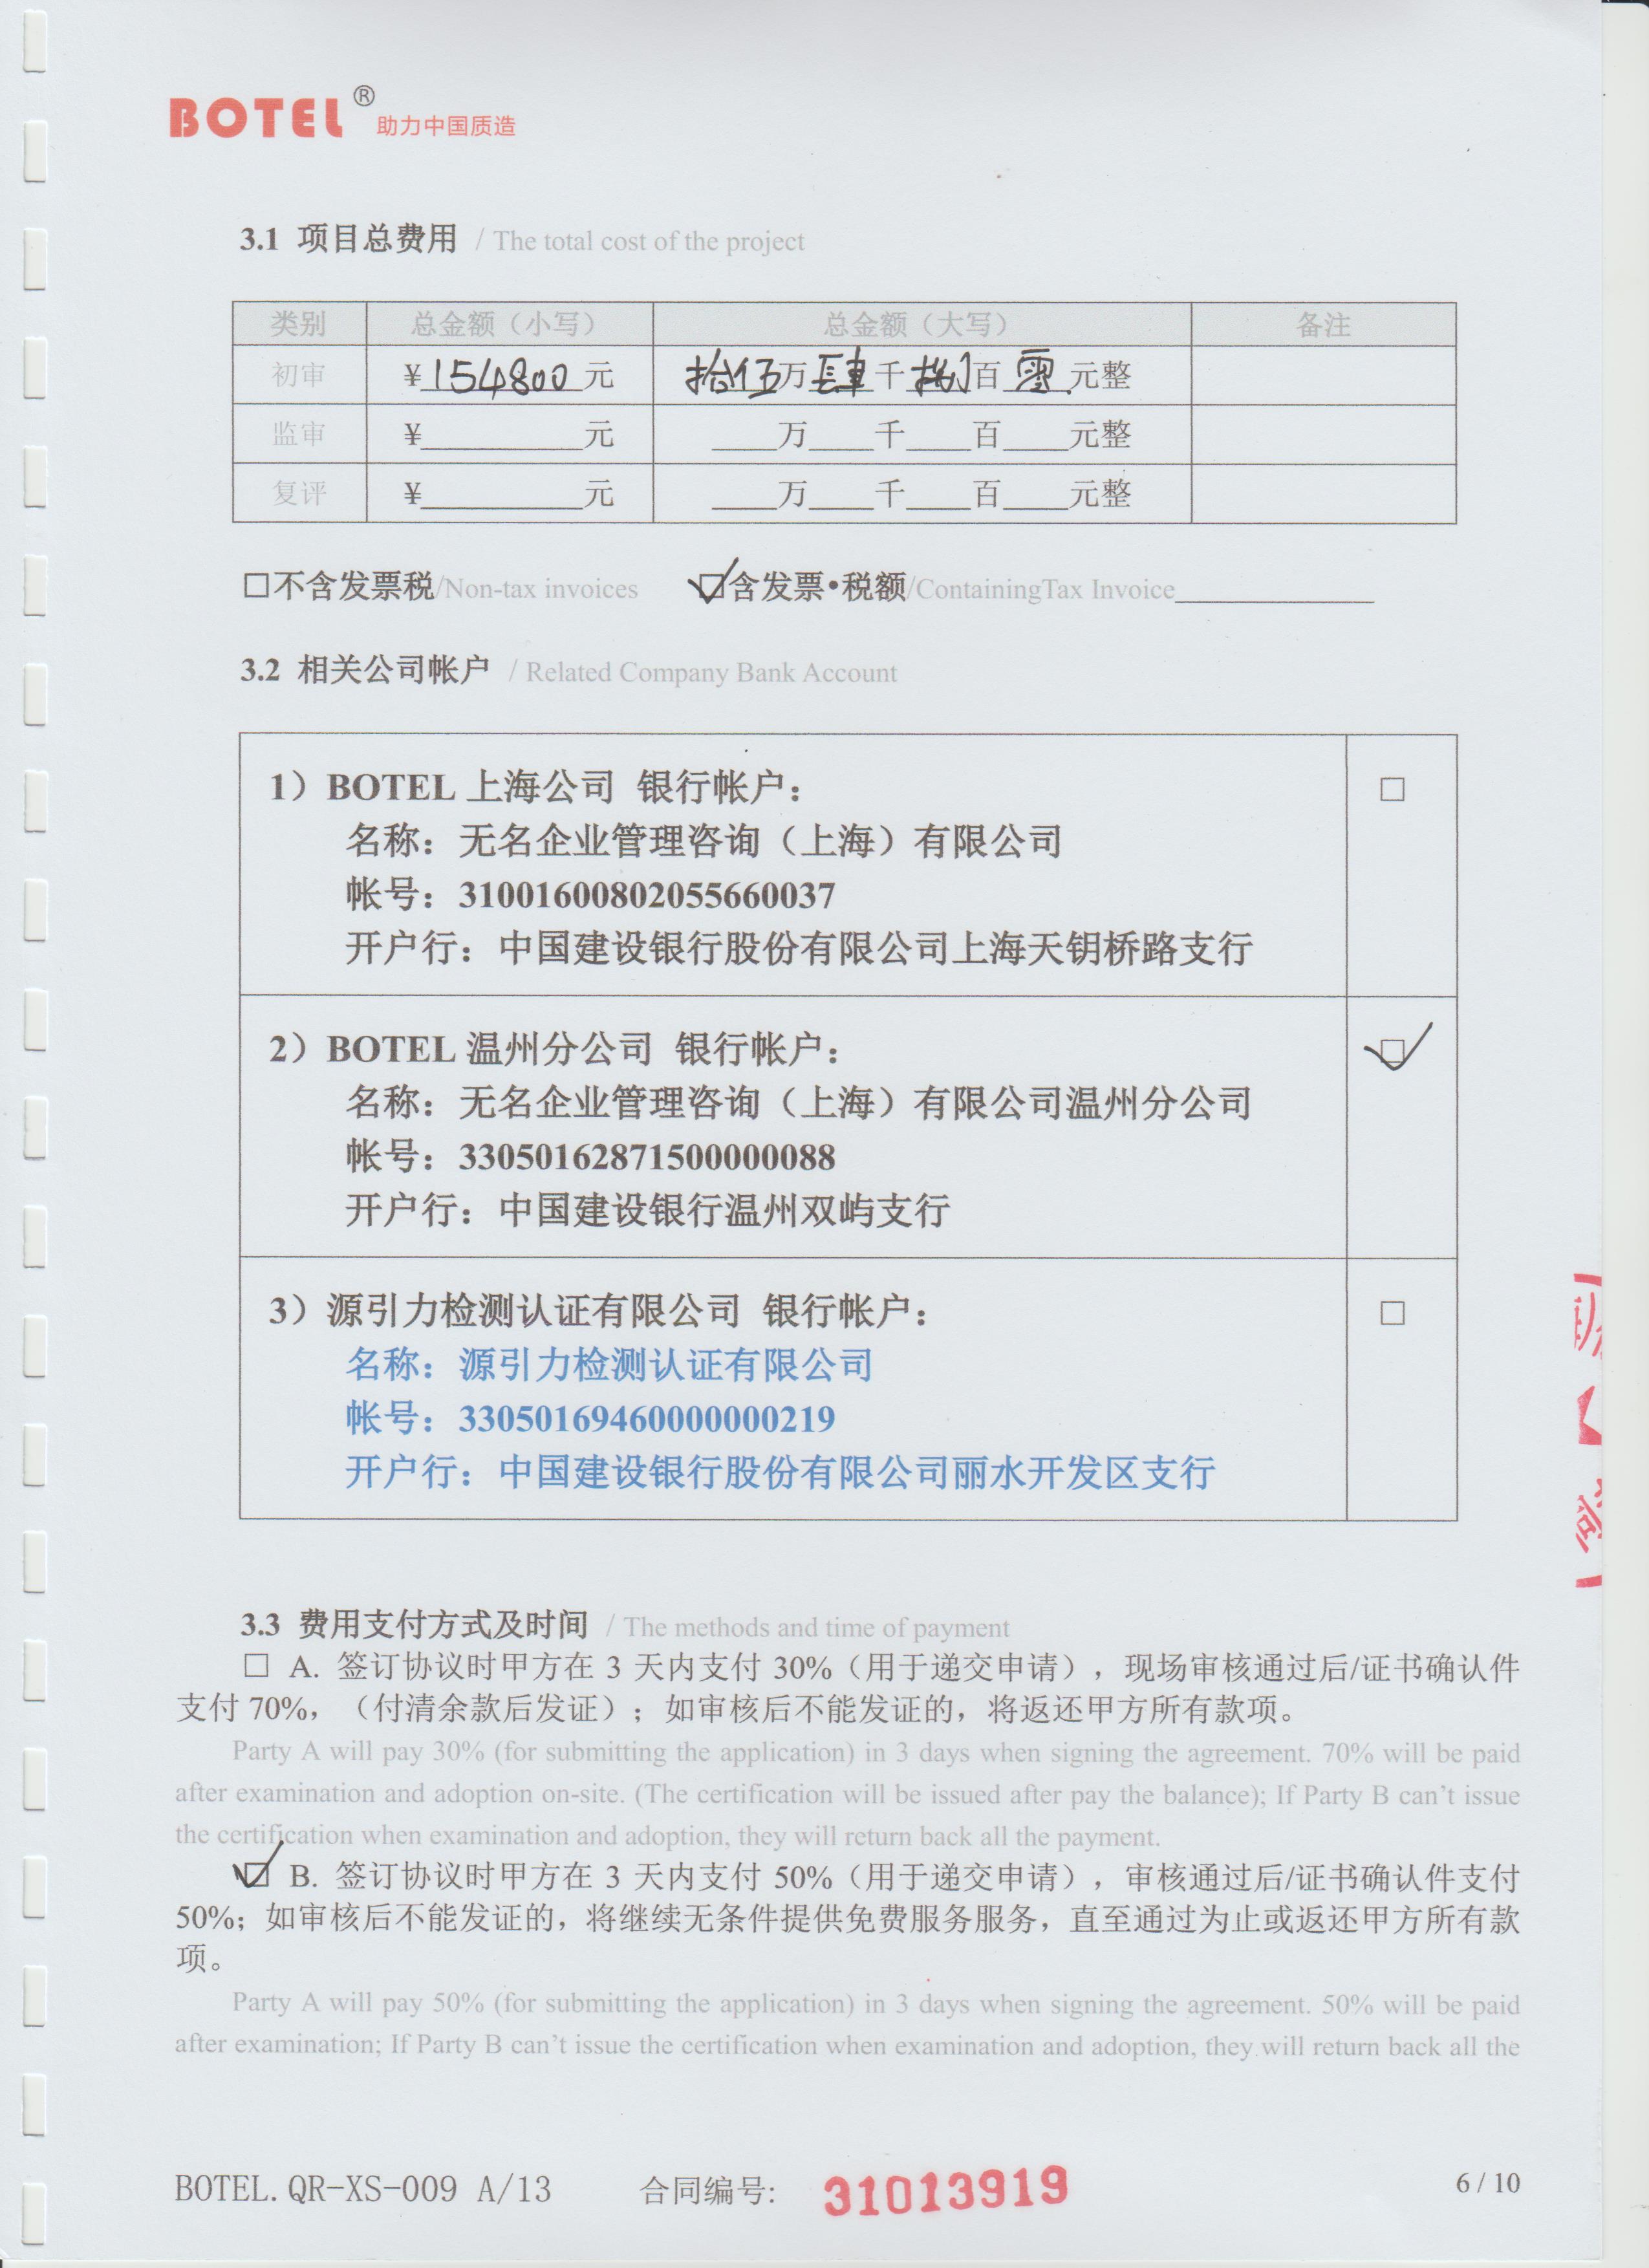 BOTEL® 助力中国质造
3.1 项目总费用 / The total cost of the project
类别 总金额（小写） 总金额（大写） 备注
初审 ¥154800元 拾伍万肆千捌百零元整
监审 ¥______元 ____万____千____百____元整
复评 ¥______元 ____万____千____百____元整
□不含发票税/Non-tax invoices ☑含发票•税额/ContainingTax Invoice____________
3.2 相关公司帐户 / Related Company Bank Account
1）BOTEL 上海公司 银行帐户： □
名称：无名企业管理咨询（上海）有限公司
帐号：31001600802055660037
开户行：中国建设银行股份有限公司上海天钥桥路支行
2）BOTEL 温州分公司 银行帐户： ☑
名称：无名企业管理咨询（上海）有限公司温州分公司
帐号：33050162871500000088
开户行：中国建设银行温州双屿支行
3）源引力检测认证有限公司 银行帐户： □
名称：源引力检测认证有限公司
帐号：33050169460000000219
开户行：中国建设银行股份有限公司丽水开发区支行
3.3 费用支付方式及时间 / The methods and time of payment
□ A. 签订协议时甲方在 3 天内支付 30%（用于递交申请），现场审核通过后/证书确认件
支付 70%，（付清余款后发证）；如审核后不能发证的，将返还甲方所有款项。
Party A will pay 30% (for submitting the application) in 3 days when signing the agreement. 70% will be paid
after examination and adoption on-site. (The certification will be issued after pay the balance); If Party B can't issue
the certification when examination and adoption, they will return back all the payment.
☑ B. 签订协议时甲方在 3 天内支付 50%（用于递交申请），审核通过后/证书确认件支付
50%；如审核后不能发证的，将继续无条件提供免费服务服务，直至通过为止或返还甲方所有款
项。
Party A will pay 50% (for submitting the application) in 3 days when signing the agreement. 50% will be paid
after examination; If Party B can't issue the certification when examination and adoption, they will return back all the
BOTEL.QR-XS-009 A/13 合同编号: 31013919 6 / 10